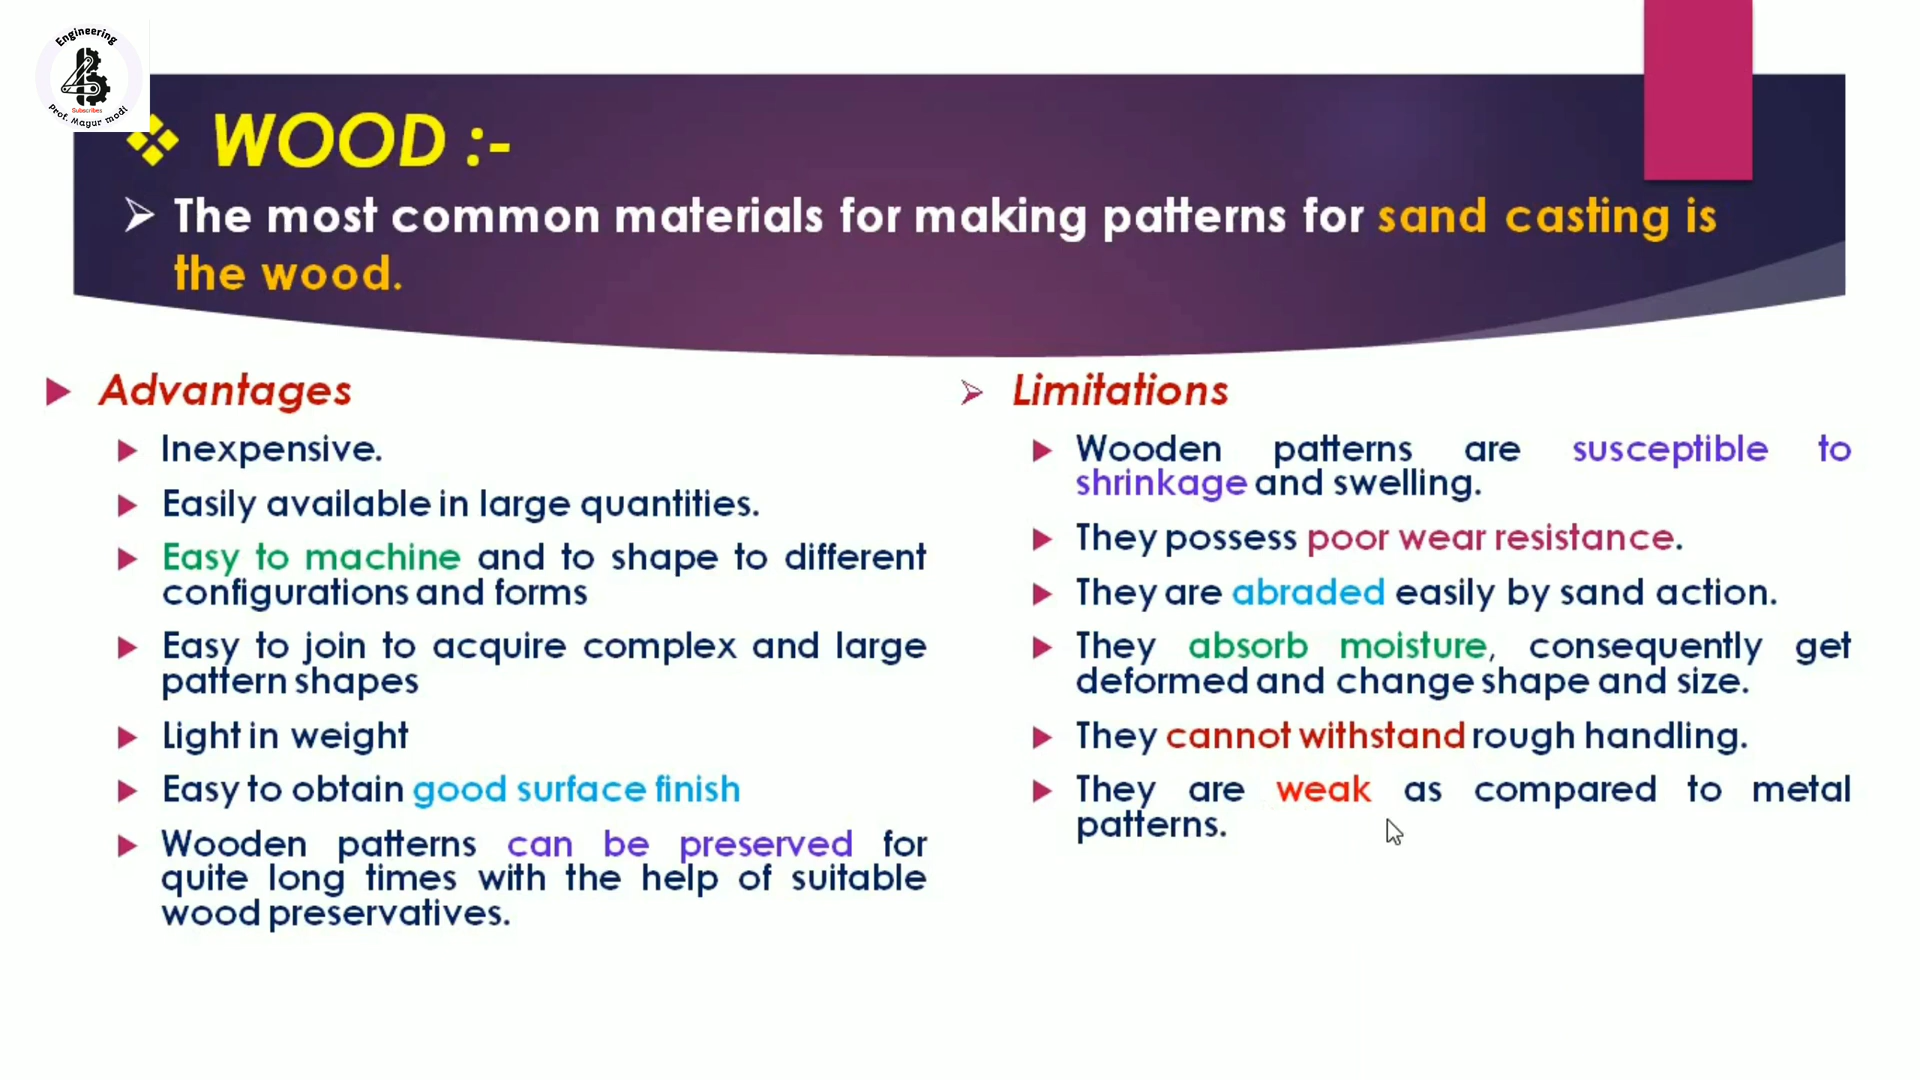 Engineering
Subscribes
Prof. Mayur modi
WOOD :-
The most common materials for making patterns for sand casting is
the wood.
Advantages
Inexpensive.
Easily available in large quantities.
Easy to machine and to shape to different
configurations and forms
Easy to join to acquire complex and large
pattern shapes
Light in weight
Easy to obtain good surface finish
Wooden patterns can be preserved for
quite long times with the help of suitable
wood preservatives.
Limitations
Wooden patterns are susceptible to
shrinkage and swelling.
They possess poor wear resistance.
They are abraded easily by sand action.
They absorb moisture, consequently get
deformed and change shape and size.
They cannot withstand rough handling.
They are weak as compared to metal
patterns.